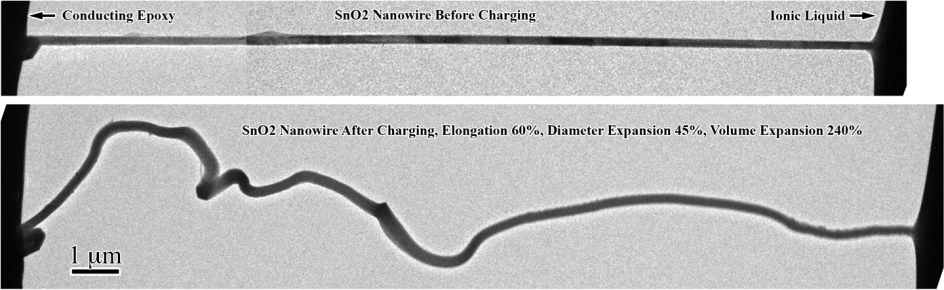 Conducting Epoxy
SnO2 Nanowire Before Charging
Ionic Liquid
SnO2 Nanowire After Charging, Elongation 60%, Diameter Expansion 45%, Volume Expansion 240%
1 μm